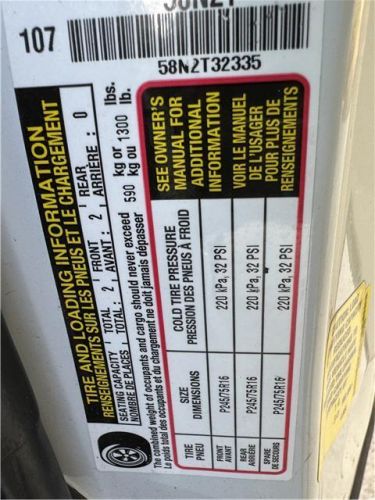 107
58N2T32335
TIRE AND LOADING INFORMATION
RENSEIGNEMENTS SUR LES PNEUS ET LE CHARGEMENT
SEATING CAPACITY TOTAL: 2 FRONT : 2 REAR : 0
NOMBRE DE PLACES TOTAL: 2 AVANT : 2 ARRIÈRE : 0
The combined weight of occupants and cargo should never exceed 590 kg or 1300 lbs.
Le poids total des occupants et du chargement ne doit jamais dépasser 590 kg ou 1300 lb.
TIRE SIZE COLD TIRE PRESSURE
PNEU DIMENSIONS PRESSION DES PNEUS À FROID
FRONT P245/75R16 220 kPa, 32 PSI
AVANT
REAR P245/75R16 220 kPa, 32 PSI
ARRIÈRE
SPARE P245/75R16 220 kPa, 32 PSI
DE SECOURS
SEE OWNER'S
MANUAL FOR
ADDITIONAL
INFORMATION
VOIR LE MANUEL
DE L'USAGER
POUR PLUS DE
RENSEIGNEMENTS